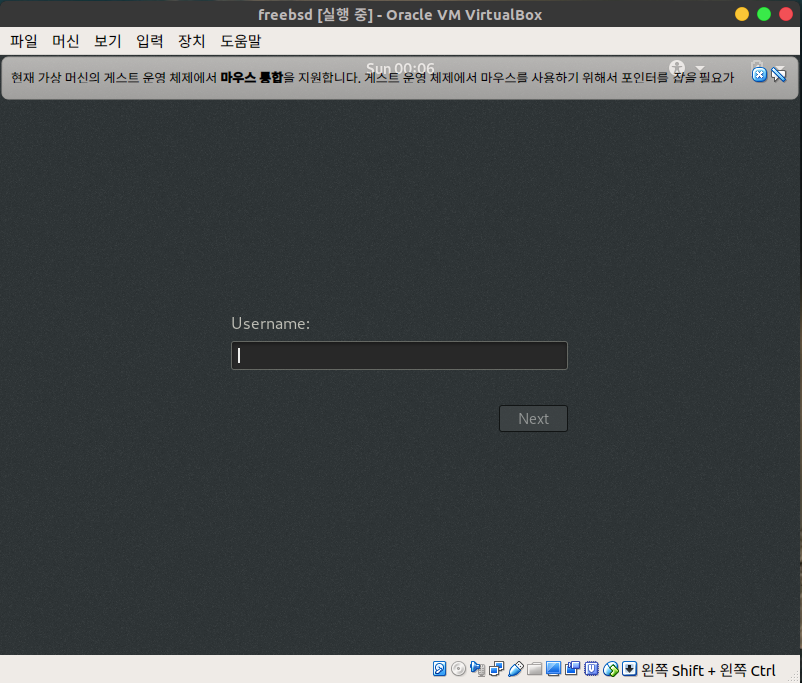 freebsd [실행 중] - Oracle VM VirtualBox
파일 머신 보기 입력 장치 도움말
Sun 00:06
현재 가상 머신의 게스트 운영 체제에서 마우스 통합을 지원합니다. 게스트 운영 체제에서 마우스를 사용하기 위해서 포인터를 잡을 필요가
Username:
Next
왼쪽 Shift + 왼쪽 Ctrl